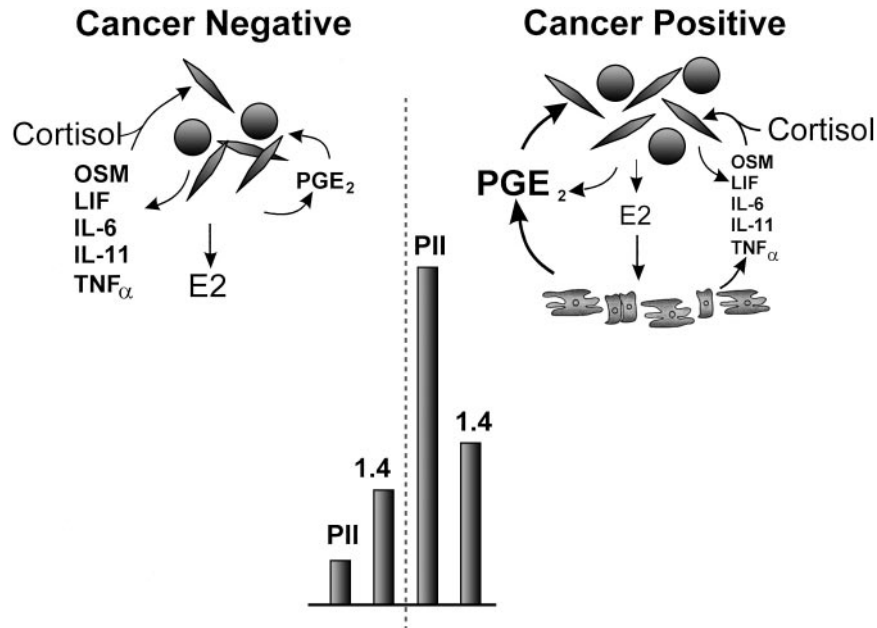 Cancer Negative
Cancer Positive
Cortisol
OSM
LIF
IL-6
IL-11
TNFα
PGE2
E2
PGE2
E2
Cortisol
OSM
LIF
IL-6
IL-11
TNFα
PII
1.4
PII
1.4